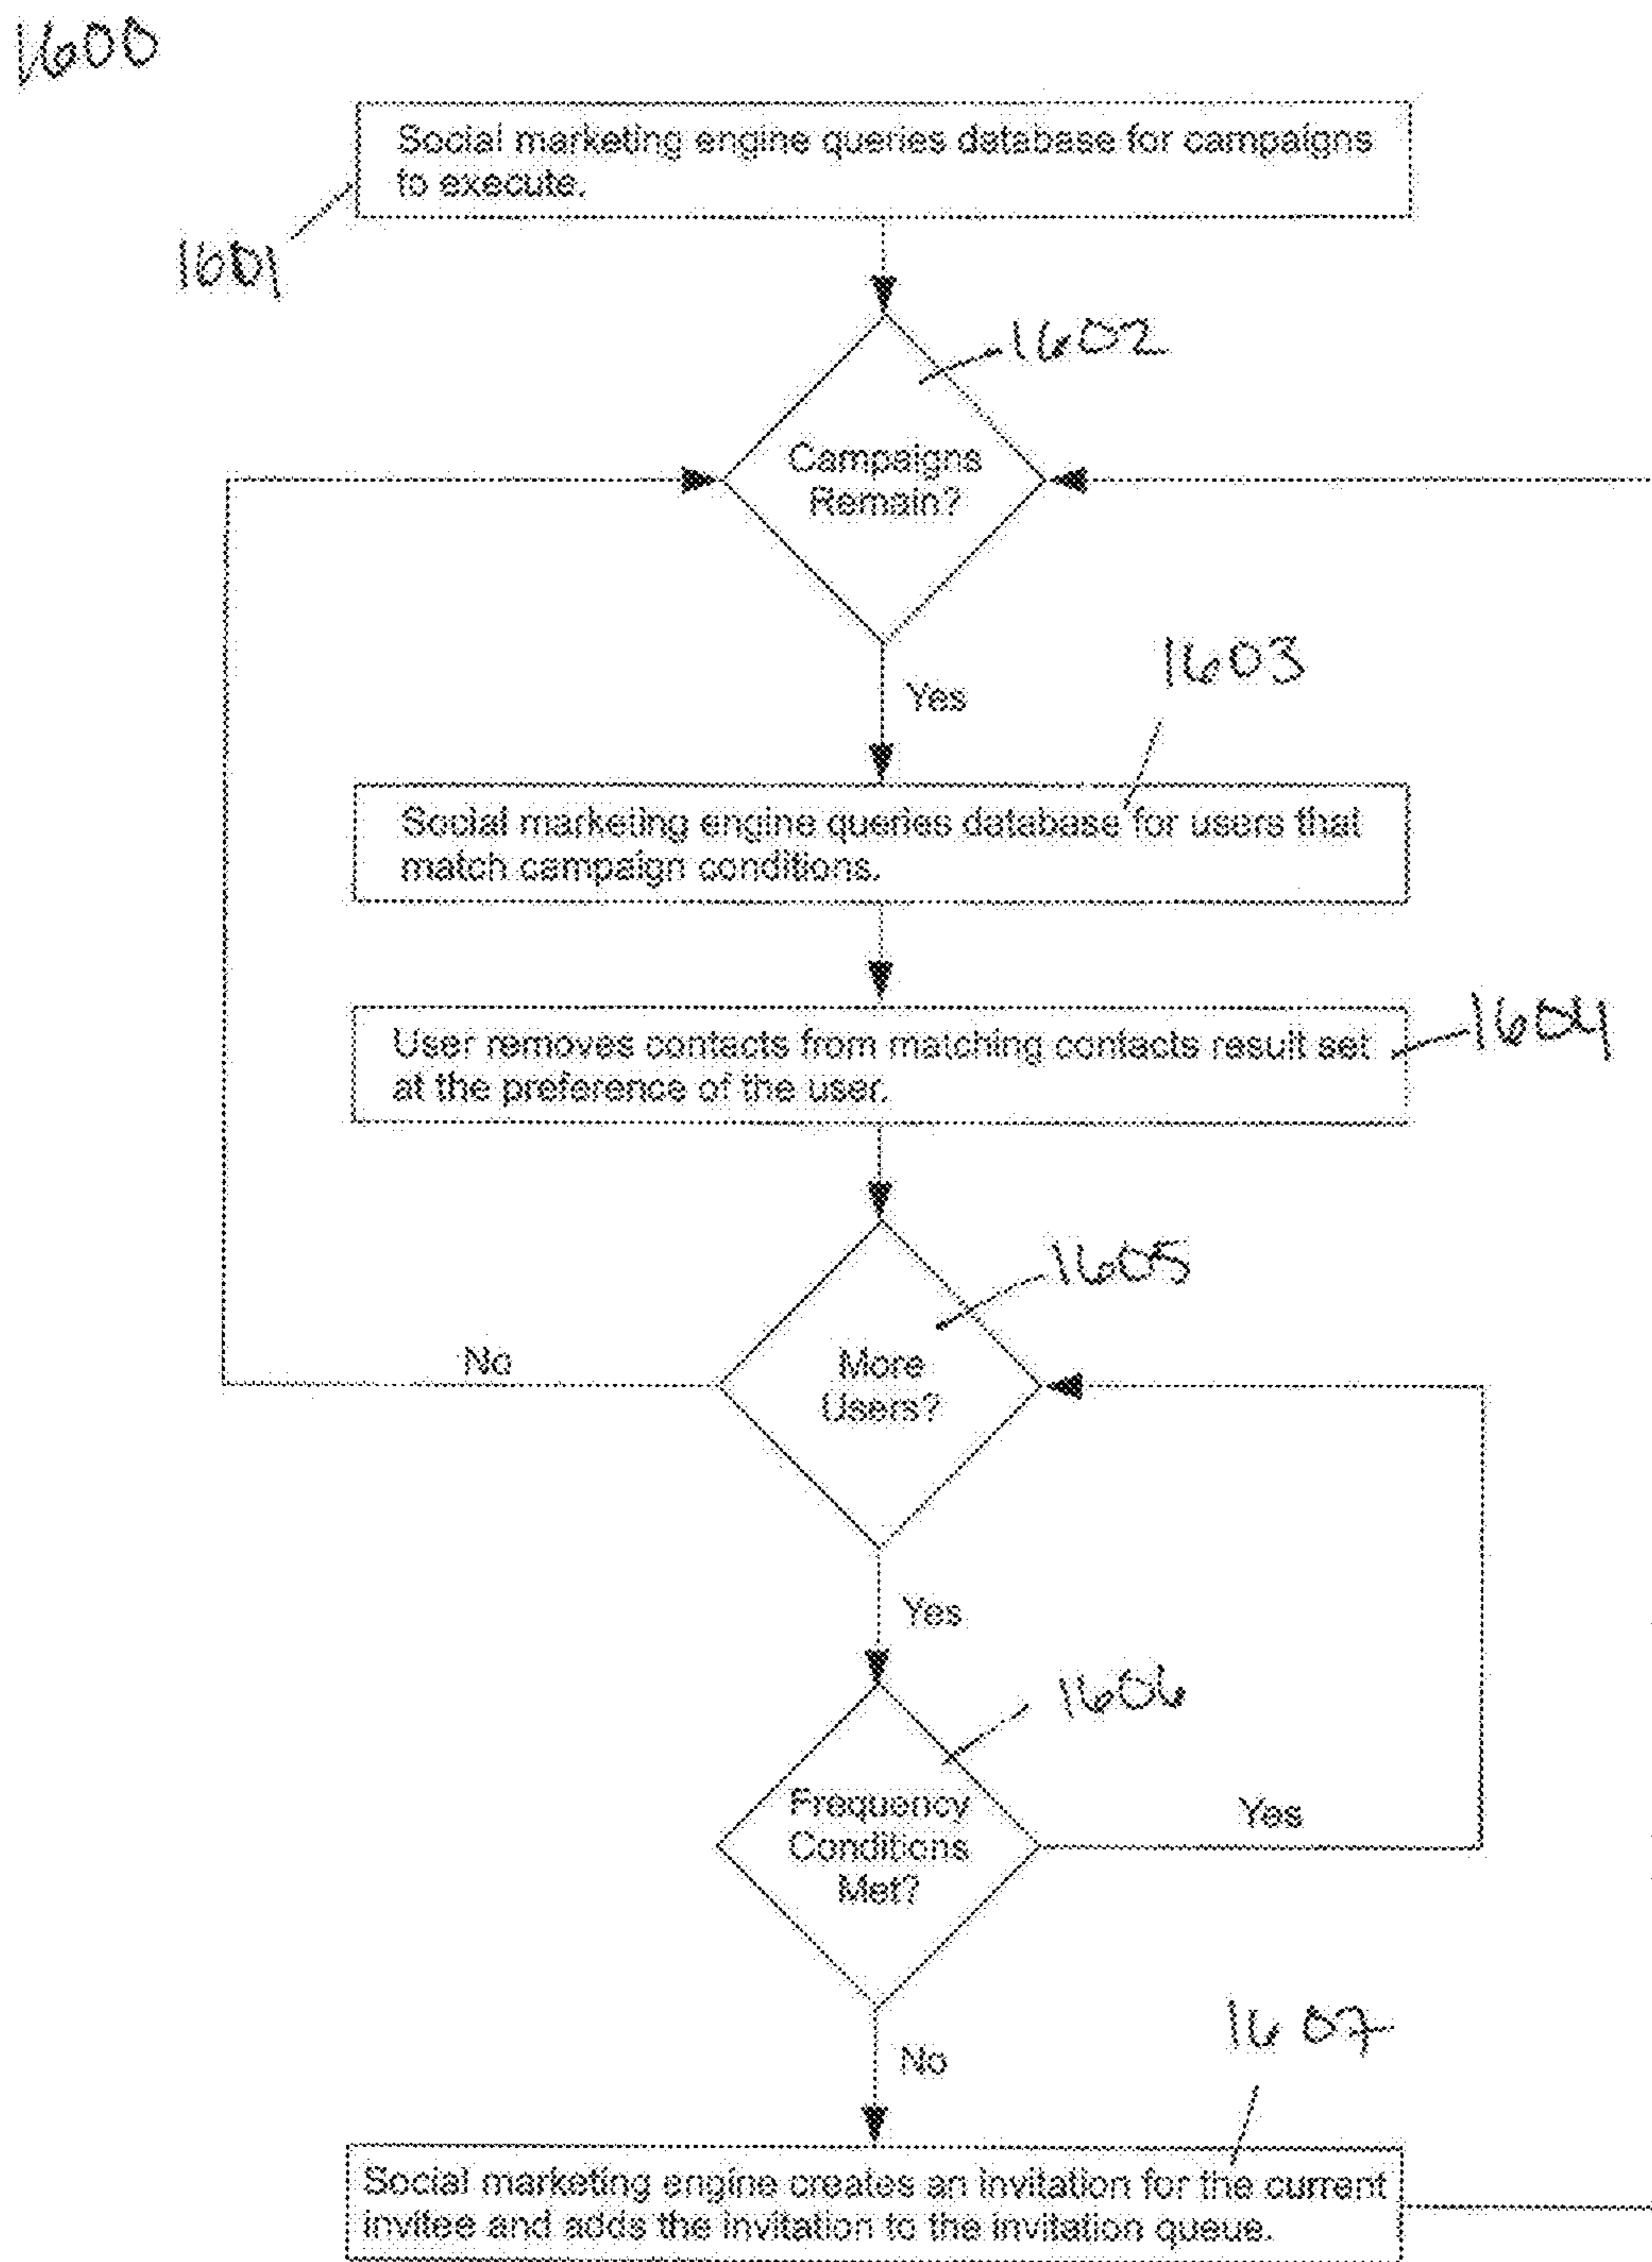 1600
Social marketing engine queries database for campaigns
to execute.
1601
1602
Campaigns
Remain?
1603
Yes
Social marketing engine queries database for users that
match campaign conditions.
1604
User removes contacts from matching contacts result set
at the preference of the user.
1605
More
Users?
No
Yes
1606
Frequency
Conditions
Met?
Yes
1607
No
Social marketing engine creates an invitation for the current
invitee and adds the invitation to the invitation queue.